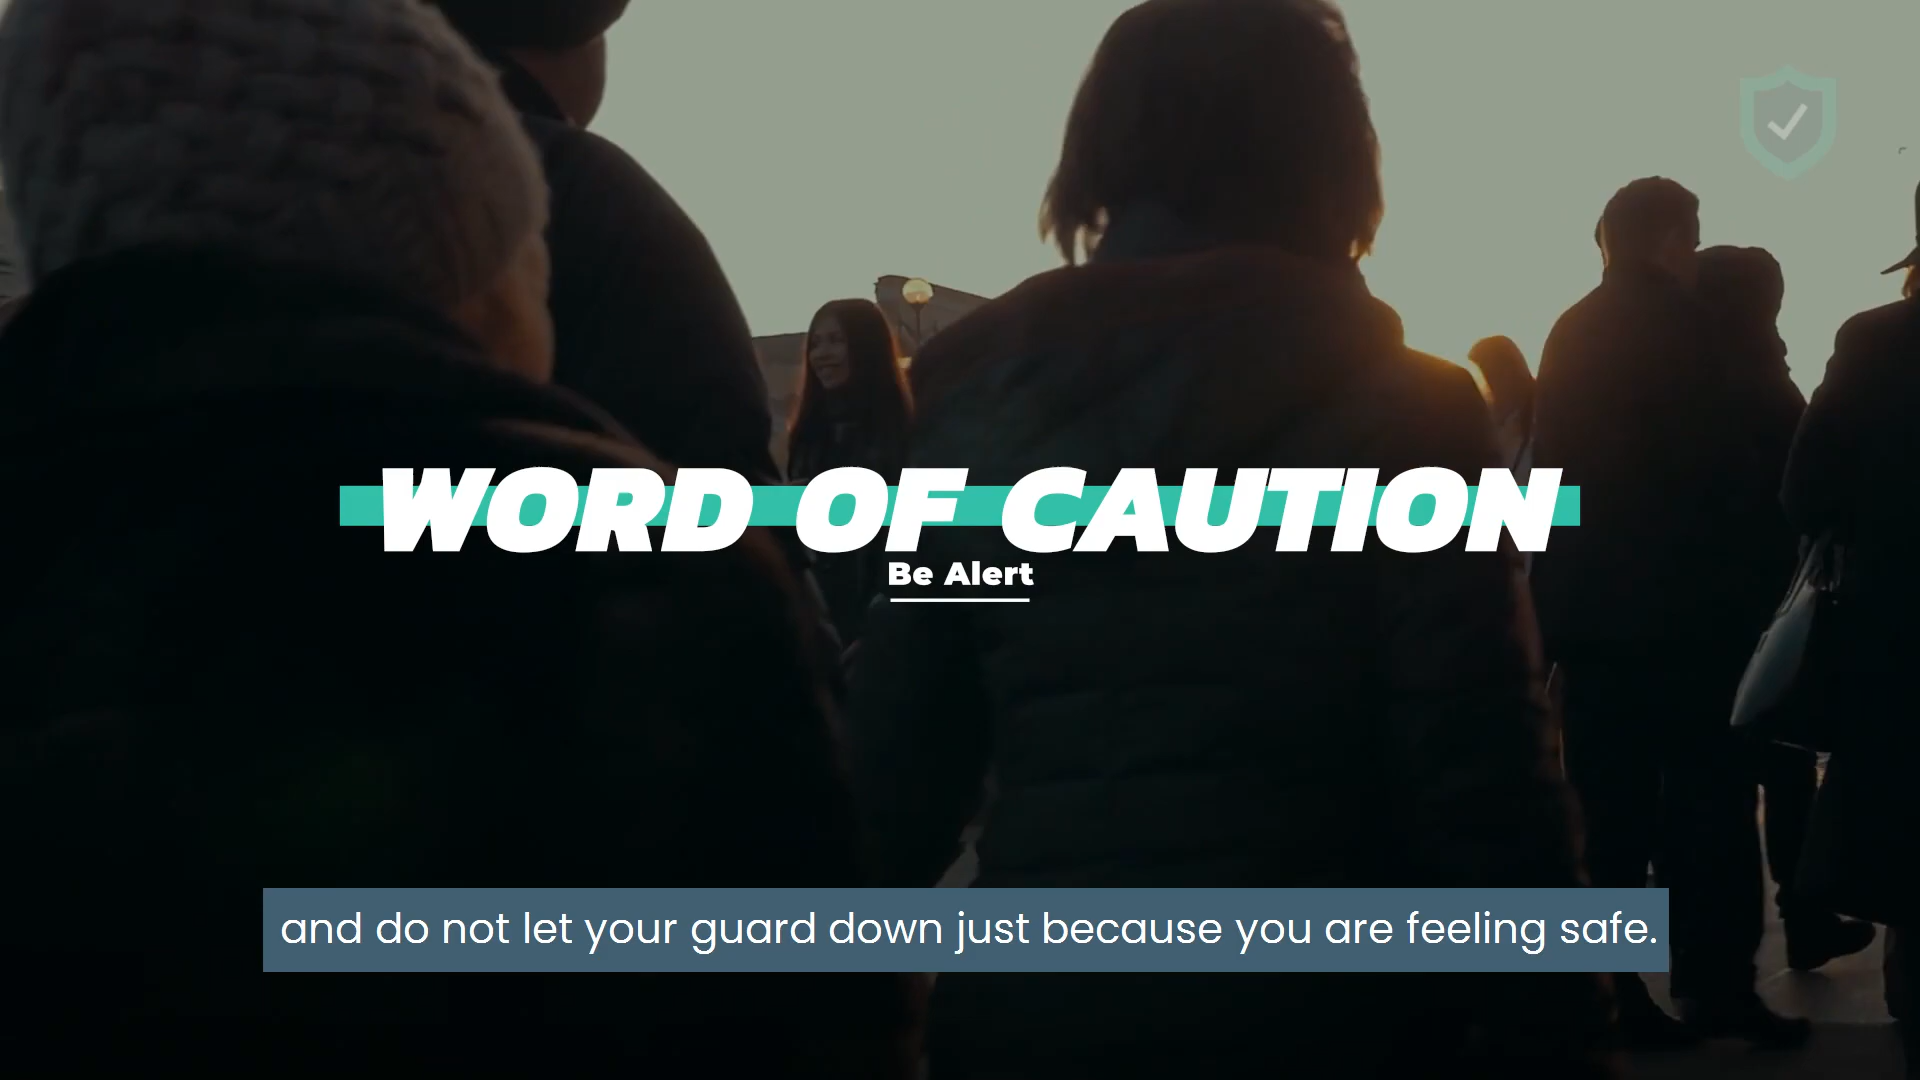 WORD OF CAUTION
Be Alert
and do not let your guard down just because you are feeling safe.